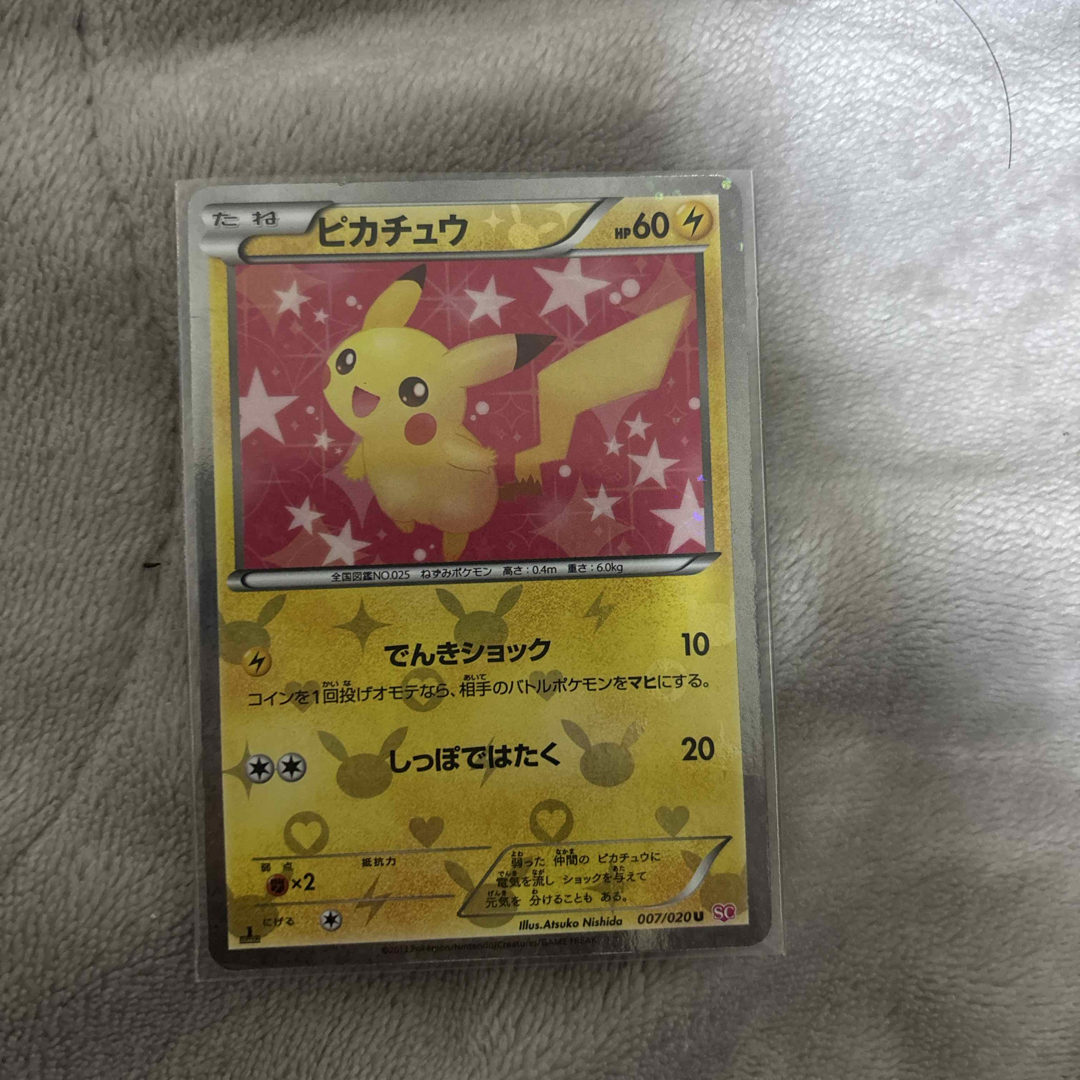 たね ピカチュウ HP60
全国図鑑NO.025 ねずみポケモン 高さ:0.4m 重さ:6.0kg
でんきショック 10
コインを1回投げオモテなら、相手のバトルポケモンをマヒにする。
しっぽではたく 20
弱点 抵抗力
×2
にげる
弱った 仲間の ピカチュウに
電気を流し ショックを与えて
元気を 分けることも ある。
Illus.Atsuko Nishida 007/020 U SC